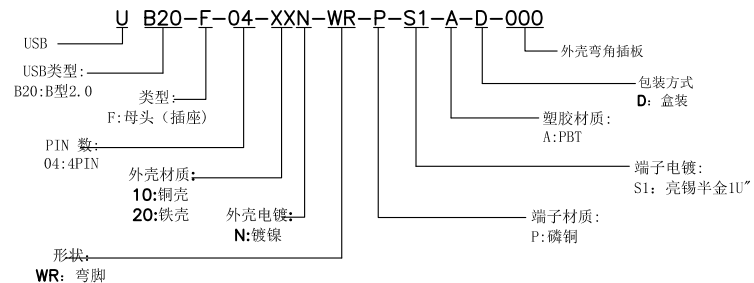 U B20-F-04-XXN-WR-P-S1-A-D-000
USB
外壳弯角插板
USB类型:
B20:B型2.0
包装方式
D: 盒装
类型:
F:母头（插座)
塑胶材质:
A:PBT
PIN 数:
04:4PIN
外壳材质:
10:铜壳
20:铁壳
端子电镀:
S1: 亮锡半金1U"
外壳电镀:
N:镀镍
端子材质:
P:磷铜
形状:
WR: 弯脚